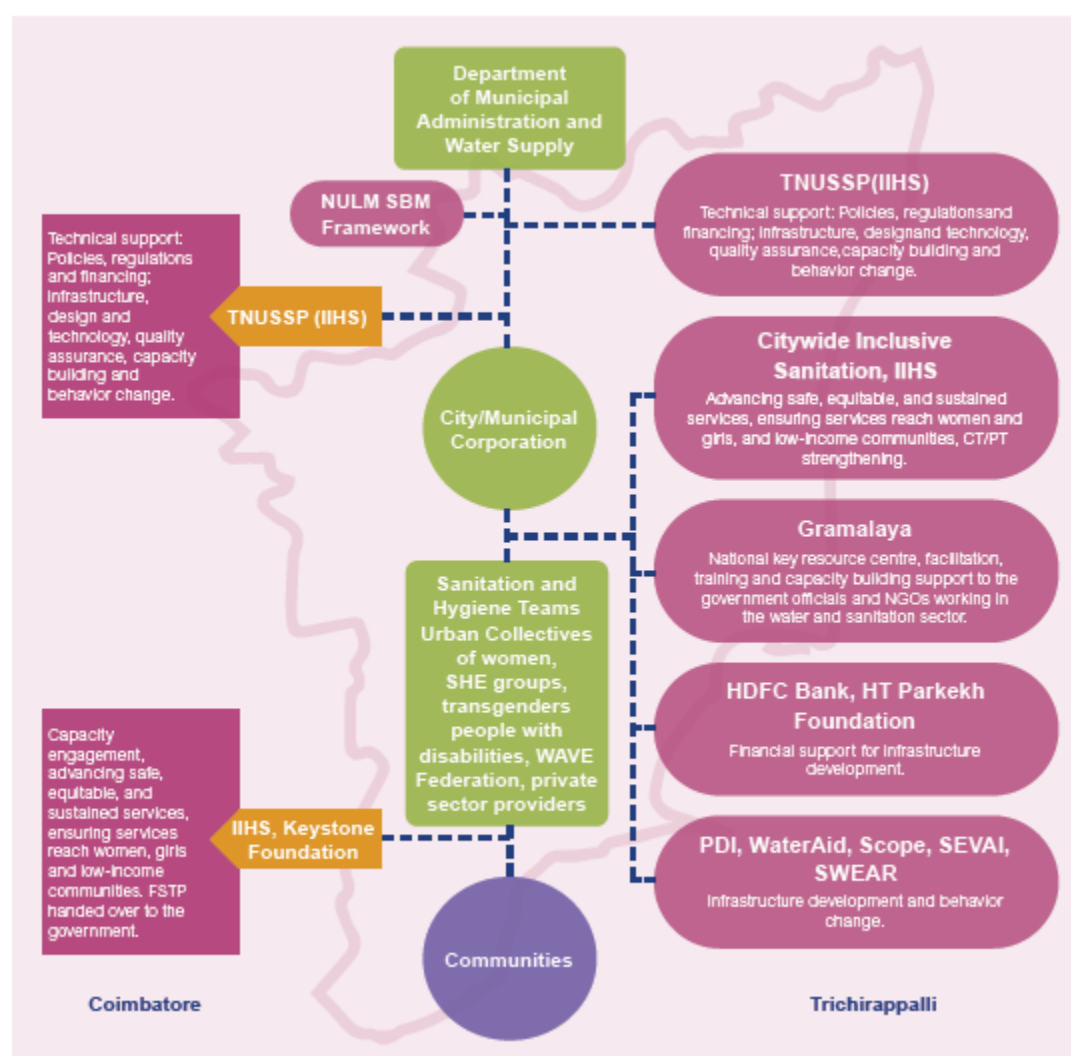 Department
of Municipal
Administration and
Water Supply
NULM SBM
Framework
TNUSSP(IIHS)
Technical support: Policies, regulationsand
financing; infrastructure, designand technology,
quality assurance,capacity building and
behavior change.
Technical support:
Policies, regulations
and financing;
infrastructure,
design and
technology, quality
assurance, capacity
building and
behavior change.
TNUSSP (IIHS)
City/Municipal
Corporation
Citywide Inclusive
Sanitation, IIHS
Advancing safe, equitable, and sustained
services, ensuring services reach women and
girls, and low-income communities, CT/PT
strengthening.
Gramalaya
National key resource centre, facilitation,
training and capacity building support to the
government officials and NGOs working in
the water and sanitation sector.
Sanitation and
Hygiene Teams
Urban Collectives
of women,
SHE groups,
transgenders
people with
disabilities, WAVE
Federation, private
sector providers
HDFC Bank, HT Parkekh
Foundation
Financial support for infrastructure
development.
Capacity
engagement,
advancing safe,
equitable, and
sustained services,
ensuring services
reach women, girls
and low-income
communities. FSTP
handed over to the
government.
IIHS, Keystone
Foundation
PDI, WaterAid, Scope, SEVAI,
SWEAR
Infrastructure development and behavior
change.
Communities
Coimbatore
Trichirappalli